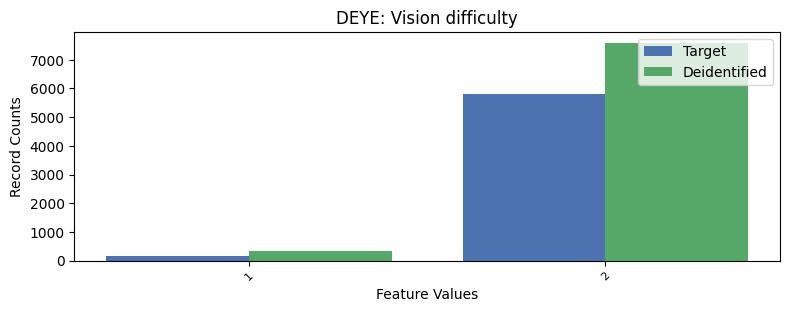 DEYE: Vision difficulty
Target
Deidentified
Record Counts
7000
6000
5000
4000
3000
2000
1000
0
1
2
Feature Values